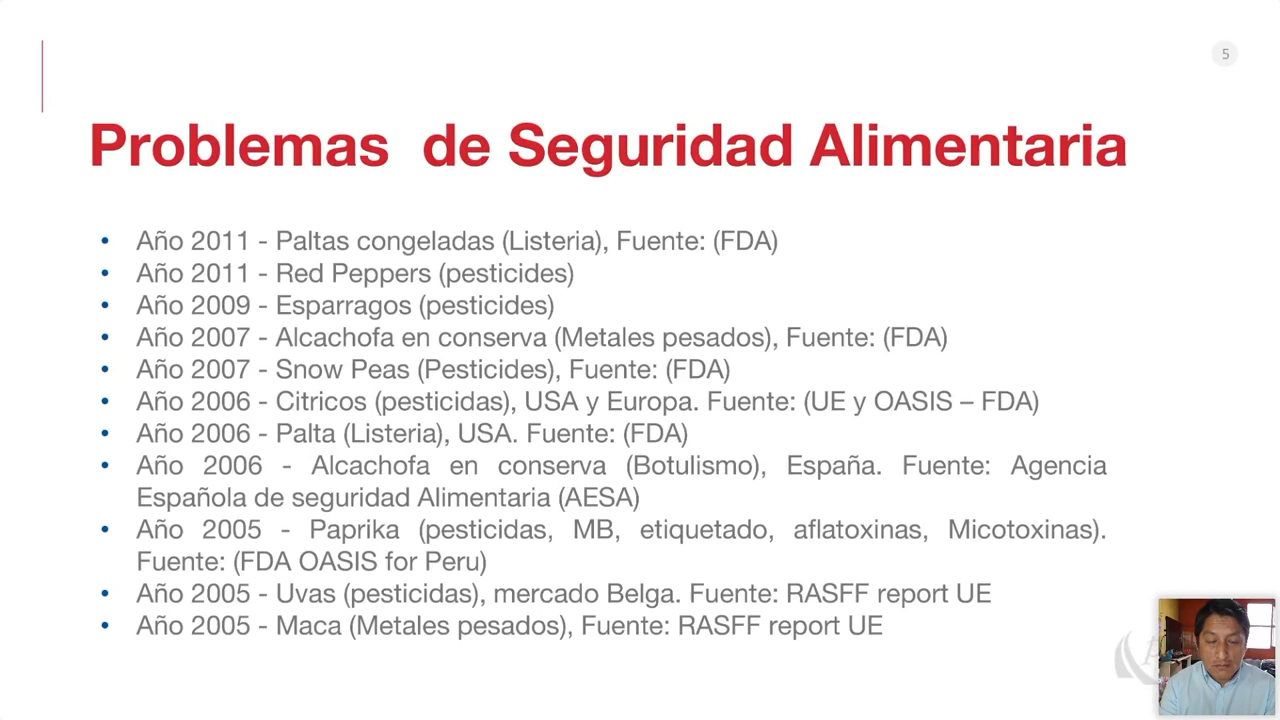 5
Problemas de Seguridad Alimentaria
• Año 2011 - Paltas congeladas (Listeria), Fuente: (FDA)
• Año 2011 - Red Peppers (pesticides)
• Año 2009 - Esparragos (pesticides)
• Año 2007 - Alcachofa en conserva (Metales pesados), Fuente: (FDA)
• Año 2007 - Snow Peas (Pesticides), Fuente: (FDA)
• Año 2006 - Citricos (pesticidas), USA y Europa. Fuente: (UE y OASIS – FDA)
• Año 2006 - Palta (Listeria), USA. Fuente: (FDA)
• Año 2006 - Alcachofa en conserva (Botulismo), España. Fuente: Agencia
Española de seguridad Alimentaria (AESA)
• Año 2005 - Paprika (pesticidas, MB, etiquetado, aflatoxinas, Micotoxinas).
Fuente: (FDA OASIS for Peru)
• Año 2005 - Uvas (pesticidas), mercado Belga. Fuente: RASFF report UE
• Año 2005 - Maca (Metales pesados), Fuente: RASFF report UE